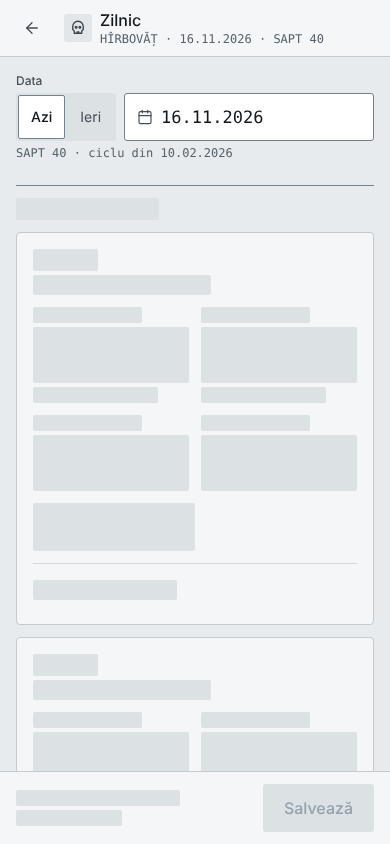 Zilnic
HÎRBOVĂȚ · 16.11.2026 · SAPT 40
Data
Azi
Ieri
16.11.2026
SAPT 40 · ciclu din 10.02.2026
Salvează